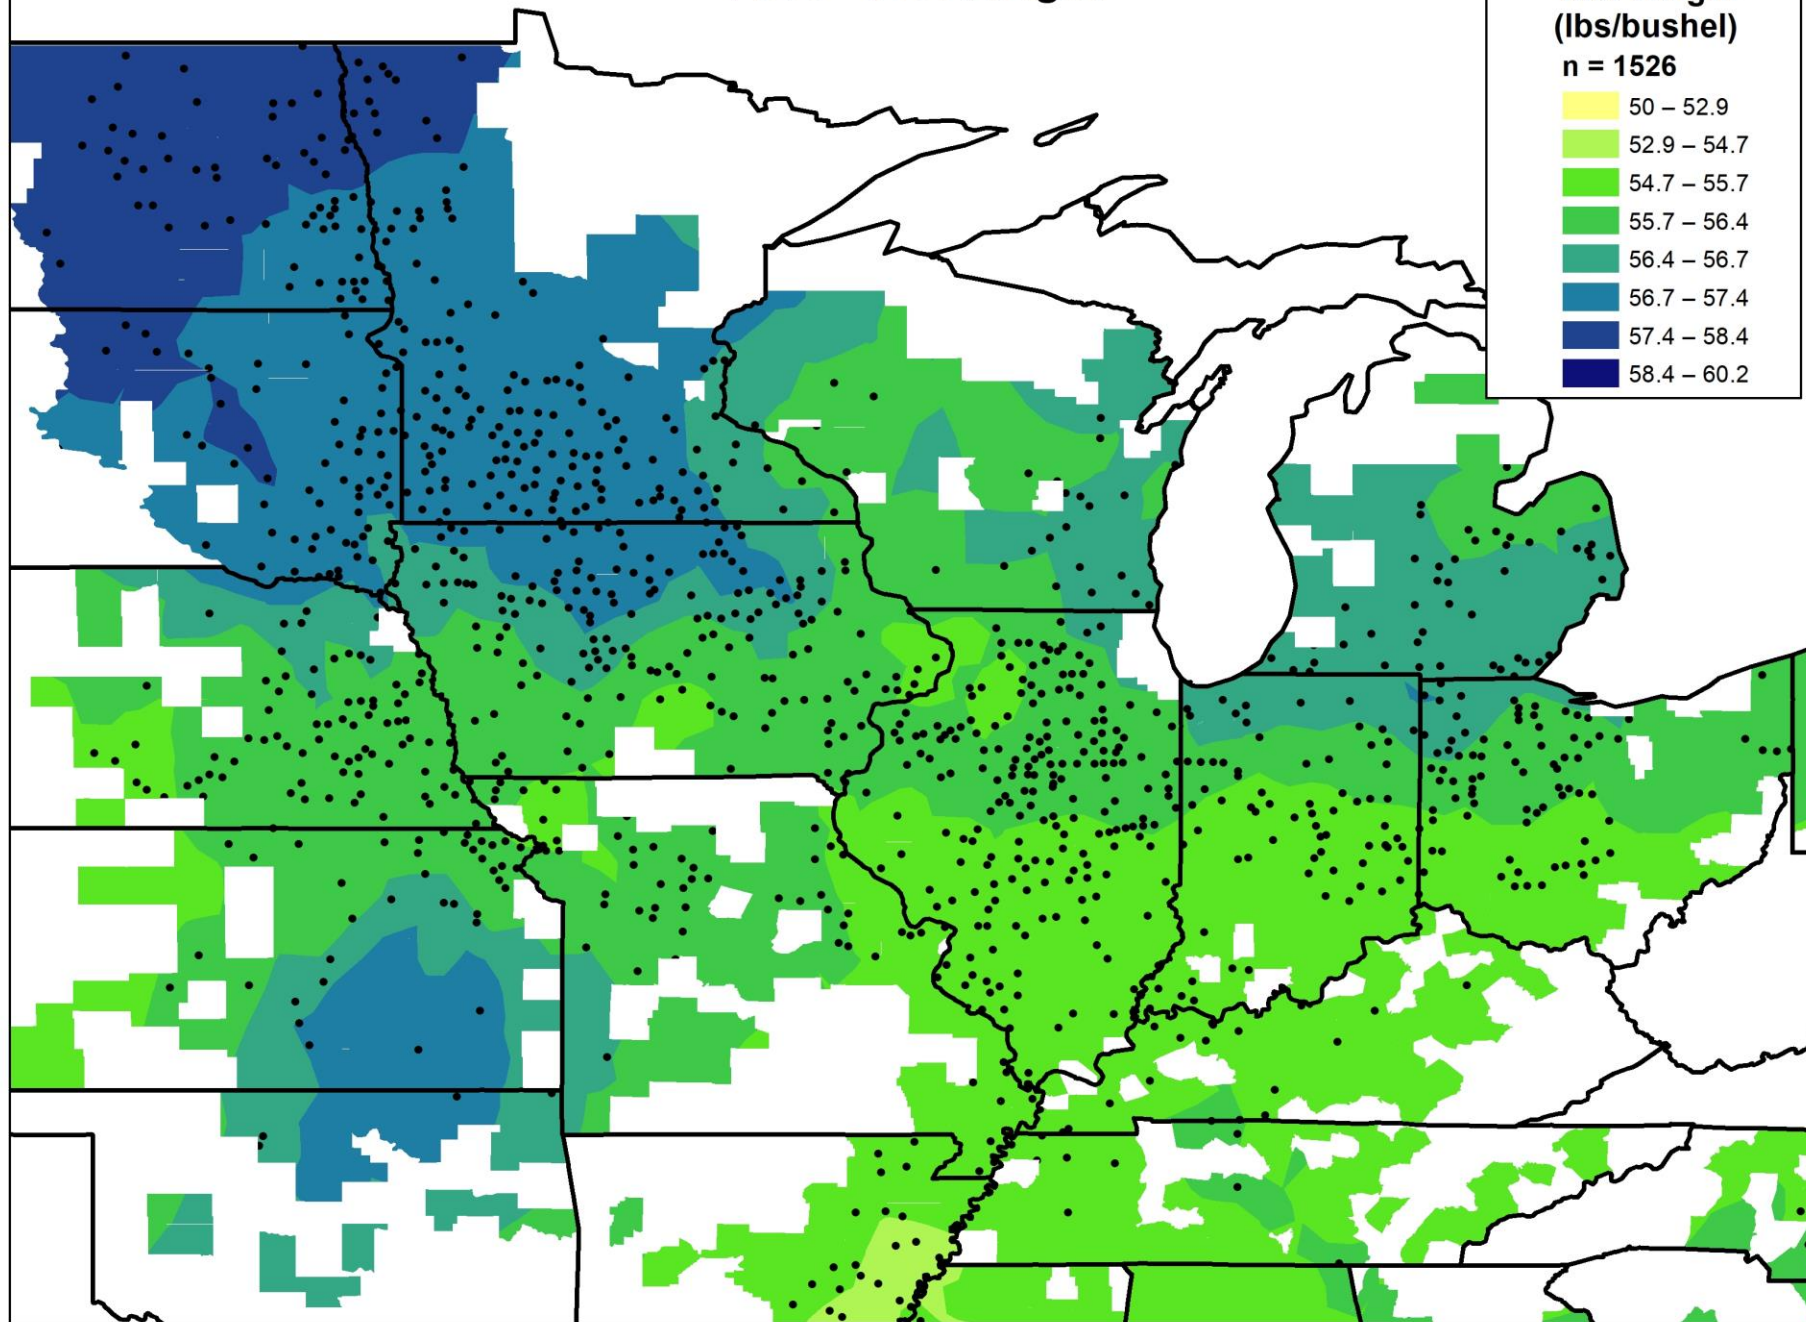 (lbs/bushel)
n = 1526
50 – 52.9
52.9 – 54.7
54.7 – 55.7
55.7 – 56.4
56.4 – 56.7
56.7 – 57.4
57.4 – 58.4
58.4 – 60.2